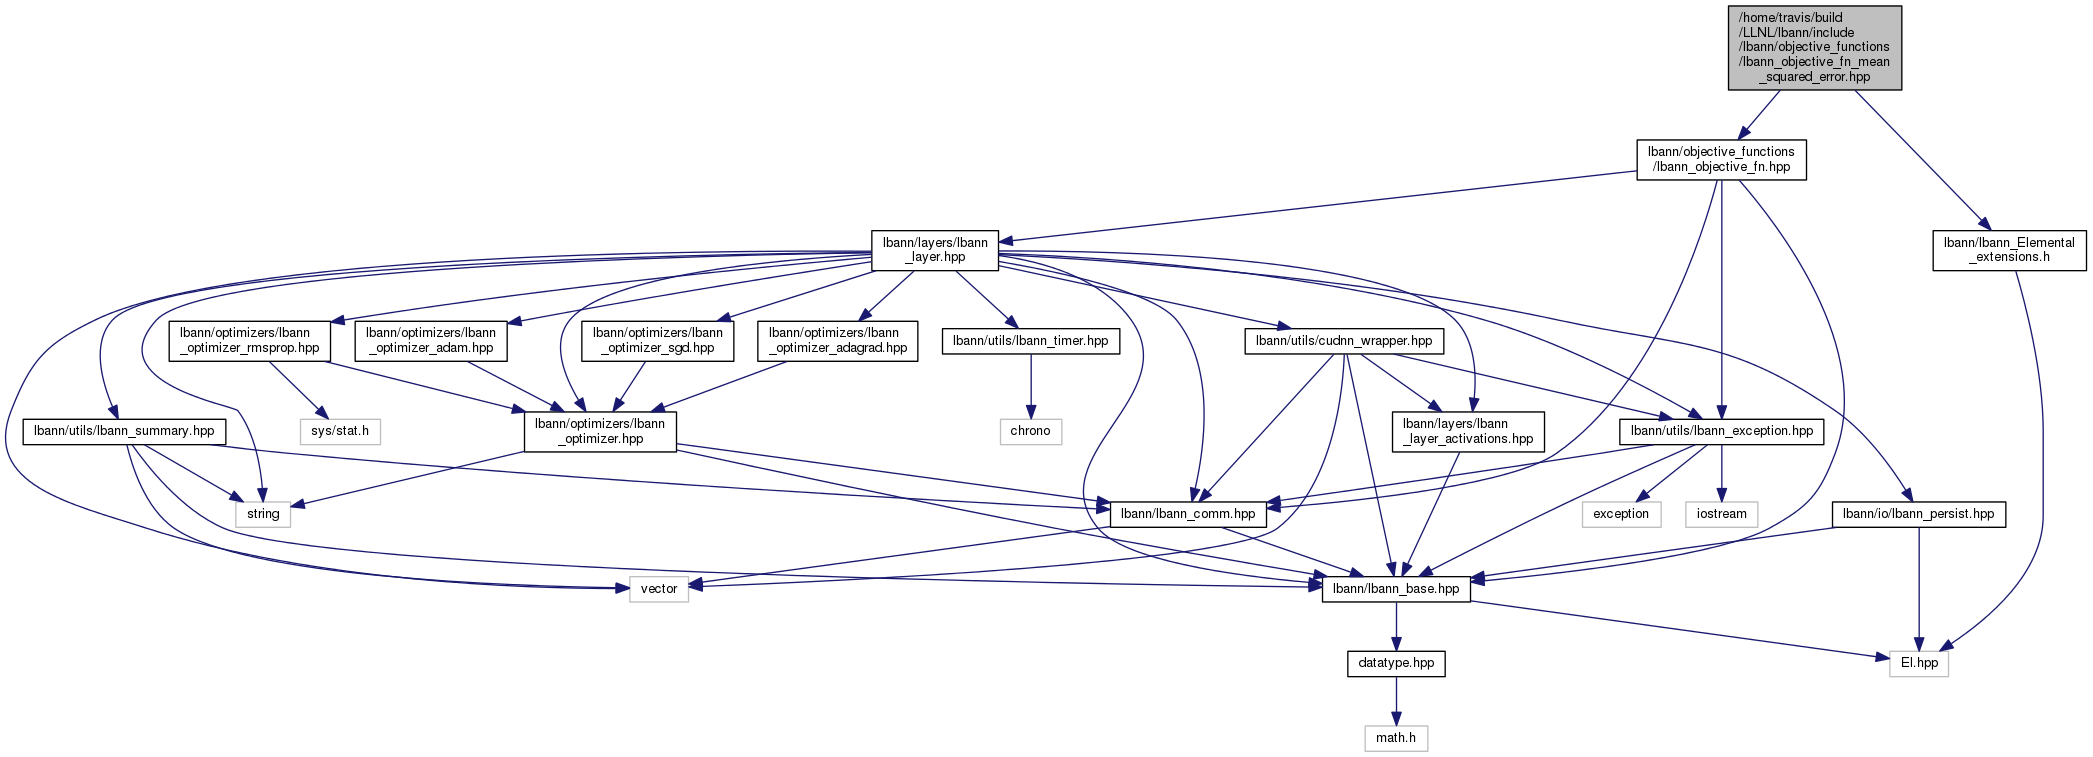 /home/travis/build
/LLNL/lbann/include
/lbann/objective_functions
/lbann_objective_fn_mean
_squared_error.hpp
lbann/objective_functions
/lbann_objective_fn.hpp
lbann/layers/lbann
_layer.hpp
lbann/lbann_Elemental
_extensions.h
lbann/optimizers/lbann
_optimizer_rmsprop.hpp
lbann/optimizers/lbann
_optimizer_adam.hpp
lbann/optimizers/lbann
_optimizer_sgd.hpp
lbann/optimizers/lbann
_optimizer_adagrad.hpp
lbann/utils/lbann_timer.hpp
lbann/utils/cudnn_wrapper.hpp
lbann/utils/lbann_summary.hpp
sys/stat.h
lbann/optimizers/lbann
_optimizer.hpp
chrono
lbann/layers/lbann
_layer_activations.hpp
lbann/utils/lbann_exception.hpp
string
lbann/lbann_comm.hpp
exception
iostream
lbann/io/lbann_persist.hpp
vector
lbann/lbann_base.hpp
datatype.hpp
El.hpp
math.h